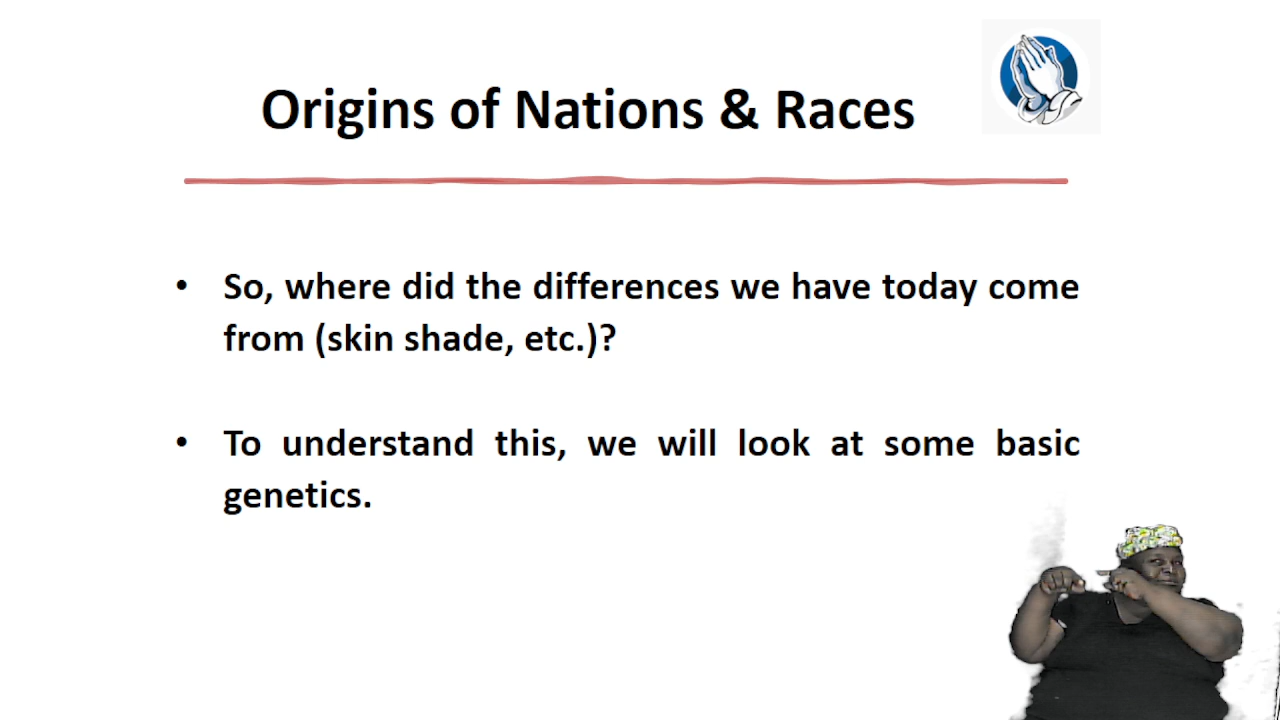 Origins of Nations & Races
• So, where did the differences we have today come
from (skin shade, etc.)?
• To understand this, we will look at some basic
genetics.